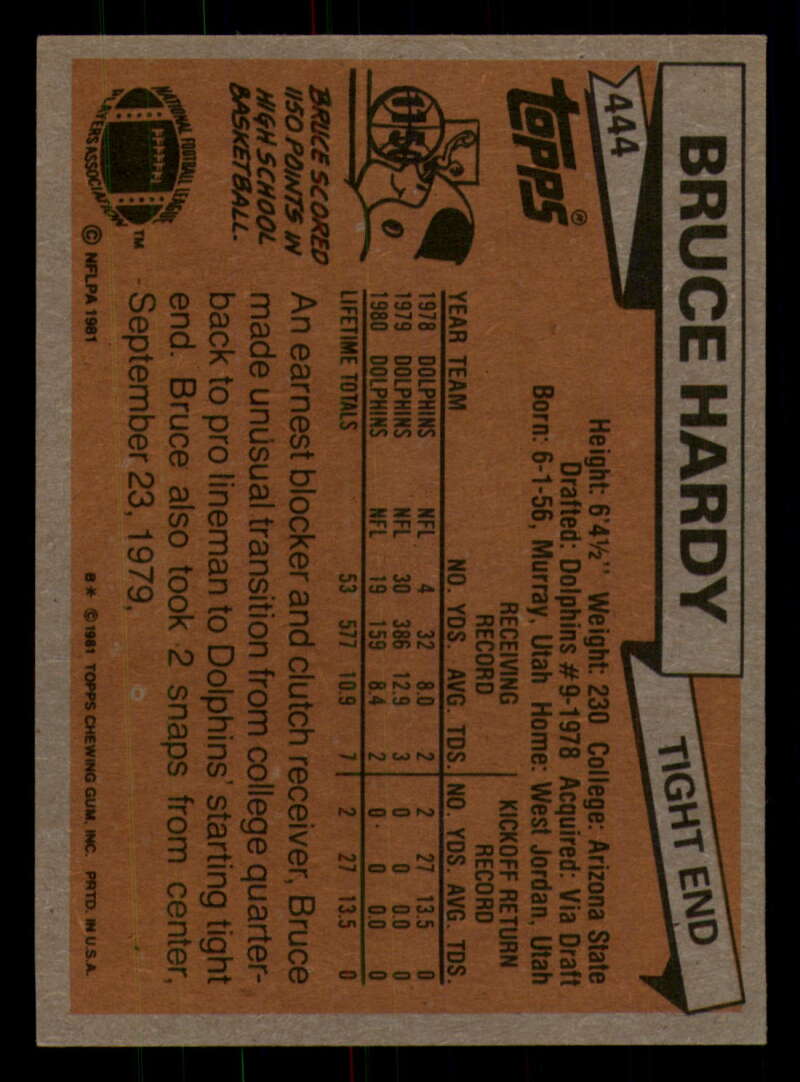 444
BRUCE HARDY
TIGHT END
topps®
Height: 6'4½" Weight: 230 College: Arizona State
Drafted: Dolphins #9-1978 Acquired: Via Draft
Born: 6-1-56, Murray, Utah Home: West Jordan, Utah
1150
BRUCE SCORED
1150 POINTS IN
HIGH SCHOOL
BASKETBALL.
RECEIVING RECORD KICKOFF RETURN RECORD
YEAR TEAM NO. YDS. AVG. TDS. NO. YDS. AVG. TDS.
1978 DOLPHINS NFL 4 32 8.0 2 2 27 13.5 0
1979 DOLPHINS NFL 30 386 12.9 3 0 0 0.0 0
1980 DOLPHINS NFL 19 159 8.4 2 0 0 0.0 0
LIFETIME TOTALS 53 577 10.9 7 2 27 13.5 0
An earnest blocker and clutch receiver, Bruce
made unusual transition from college quarter-
back to pro lineman to Dolphins' starting tight
end. Bruce also took 2 snaps from center,
September 23, 1979.
NATIONAL FOOTBALL LEAGUE
PLAYERS ASSOCIATION
™
© NFLPA 1981
B* © 1981 TOPPS CHEWING GUM, INC. PRTD. IN U.S.A.